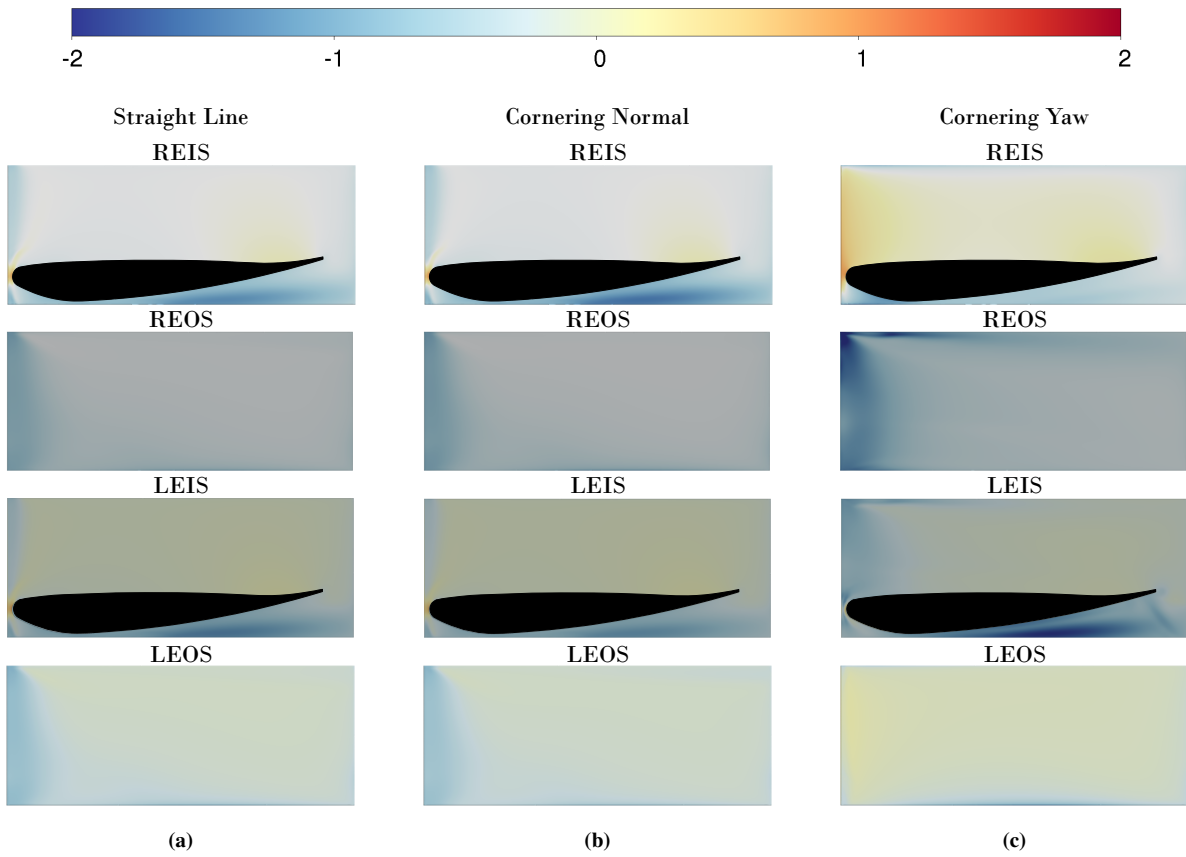 -2 -1 0 1 2
Straight Line Cornering Normal Cornering Yaw
REIS REIS REIS
REOS REOS REOS
LEIS LEIS LEIS
LEOS LEOS LEOS
(a) (b) (c)